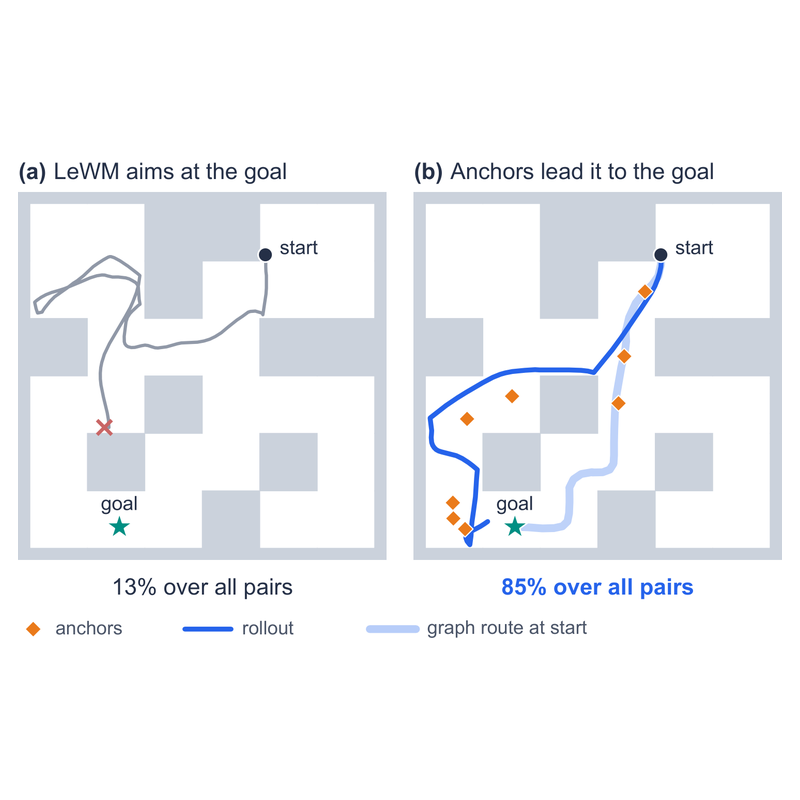 (a) LeWM aims at the goal
start
goal
13% over all pairs
(b) Anchors lead it to the goal
start
goal
85% over all pairs
anchors
rollout
graph route at start